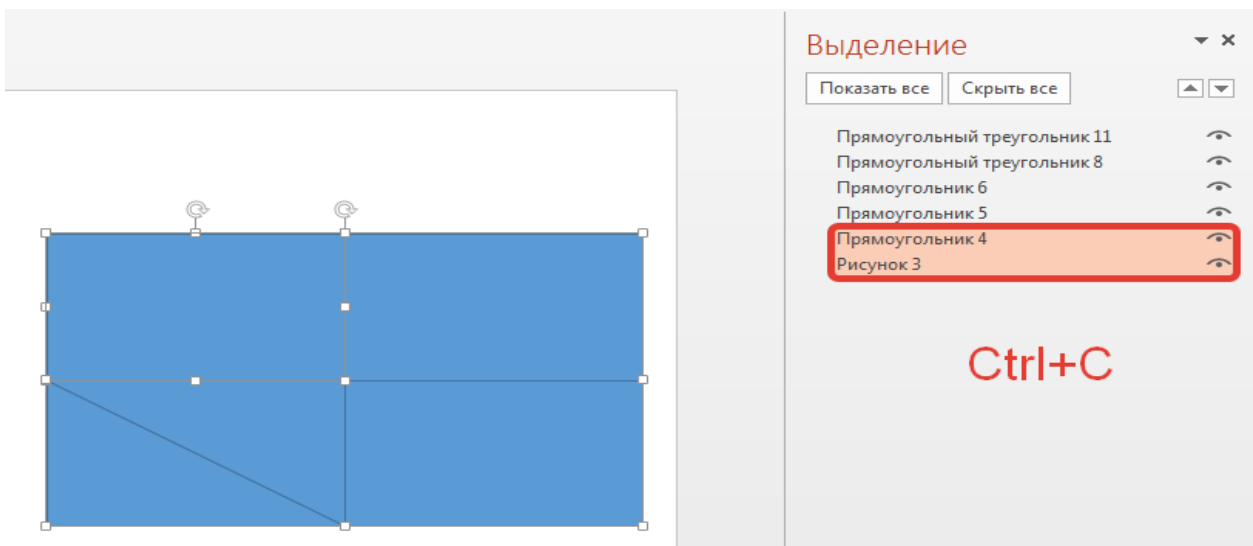 Выделение
Показать все Скрыть все
Прямоугольный треугольник 11
Прямоугольный треугольник 8
Прямоугольник 6
Прямоугольник 5
Прямоугольник 4
Рисунок 3
Ctrl+C